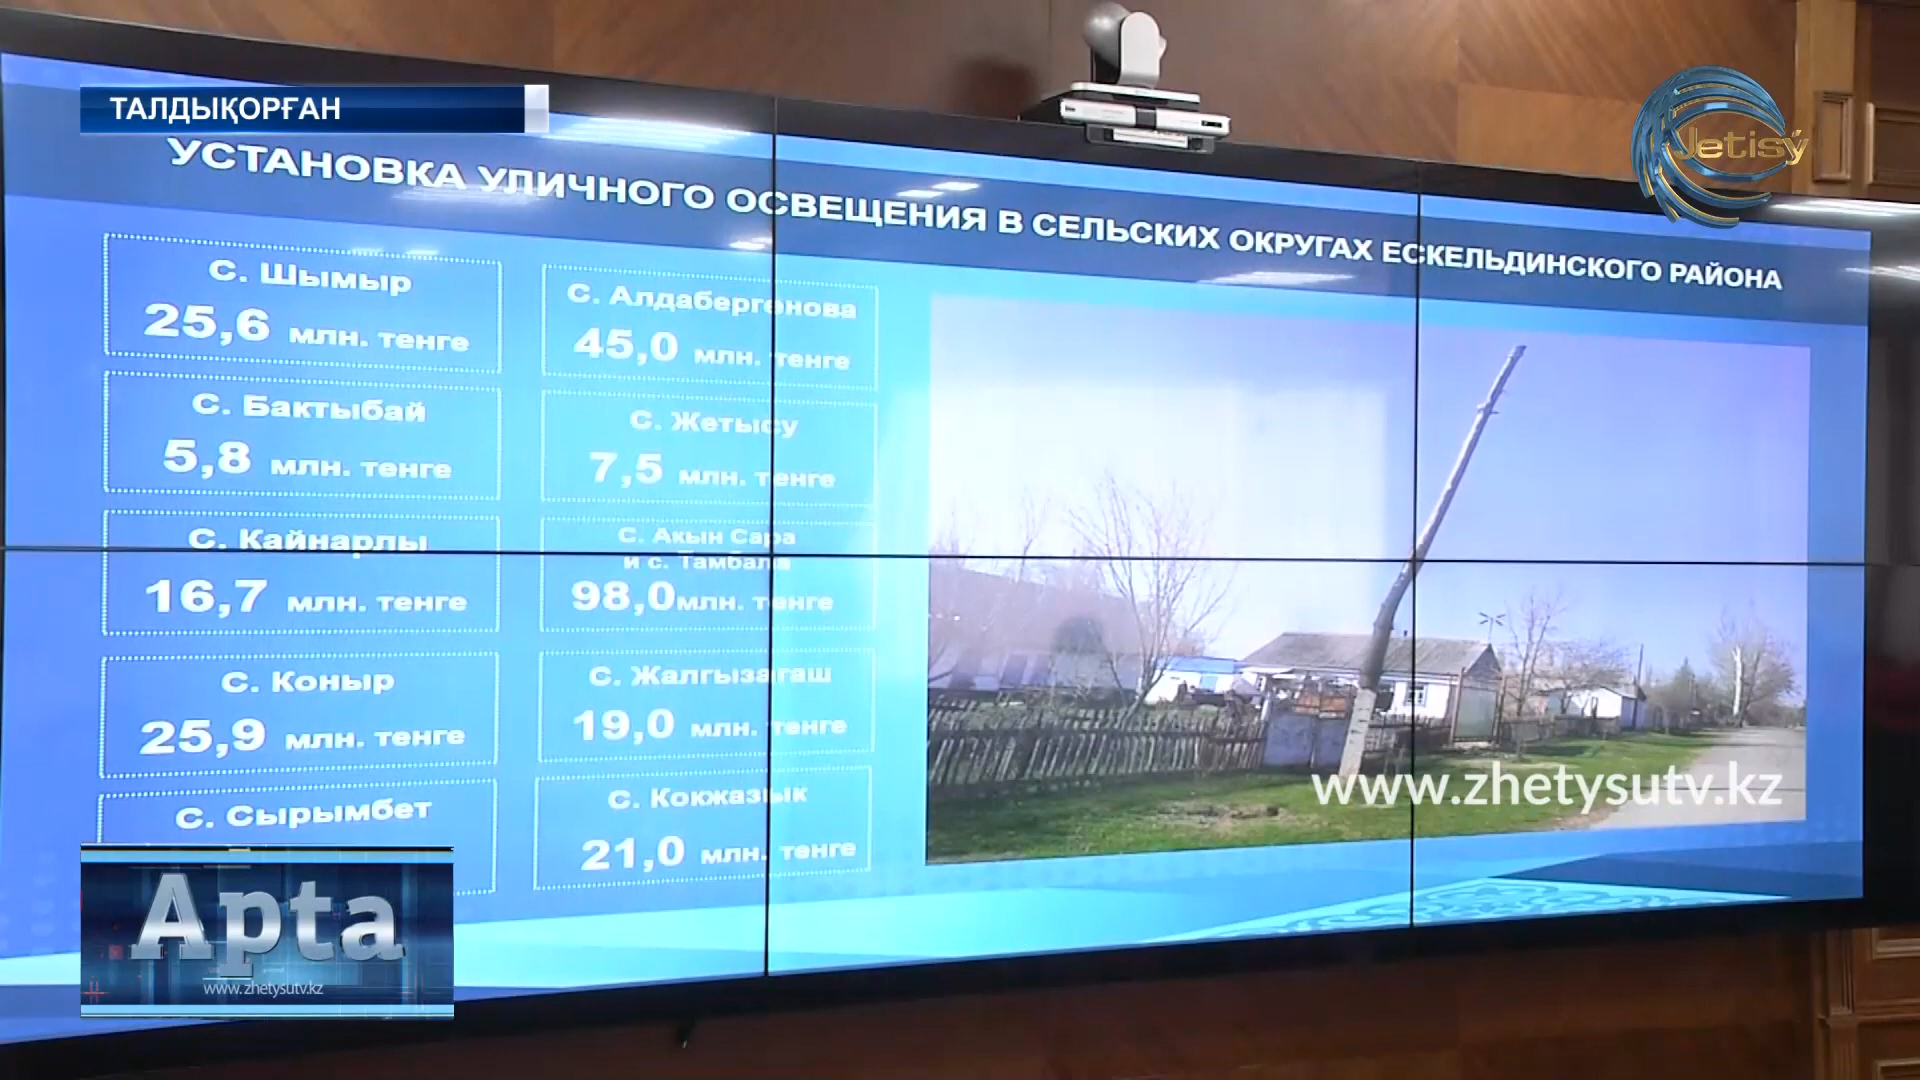 ТАЛДЫҚОРҒАН
Jetisý
УСТАНОВКА УЛИЧНОГО ОСВЕЩЕНИЯ В СЕЛЬСКИХ ОКРУГАХ ЕСКЕЛЬДИНСКОГО РАЙОНА
С. Шымыр
25,6 млн. тенге
С. Бактыбай
5,8 млн. тенге
С. Кайнарлы
16,7 млн. тенге
С. Коныр
25,9 млн. тенге
С. Сырымбет
С. Алдабергенова
45,0 млн. тенге
С. Жетысу
7,5 млн. тенге
С. Акын Сара
и с. Тамбала
98,0млн. тенге
С. Жалгызагаш
19,0 млн. тенге
С. Кокжазык
21,0 млн. тенге
www.zhetysutv.kz
Apta
www.zhetysutv.kz